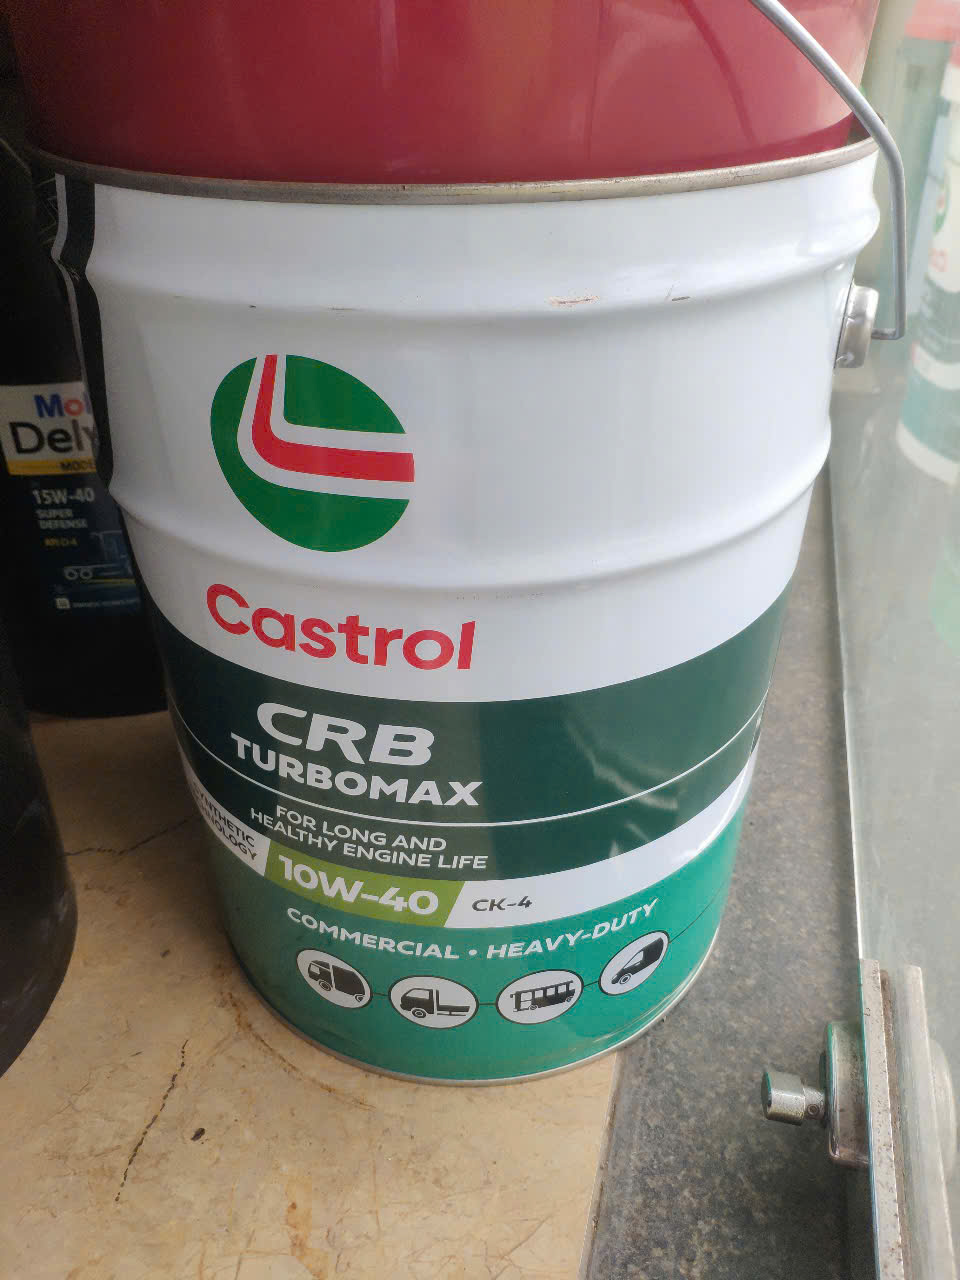 Castrol
CRB
TURBOMAX
FOR LONG AND
HEALTHY ENGINE LIFE
10W-40 CK-4
COMMERCIAL • HEAVY-DUTY
15W-40
SUPER
DEFENSE